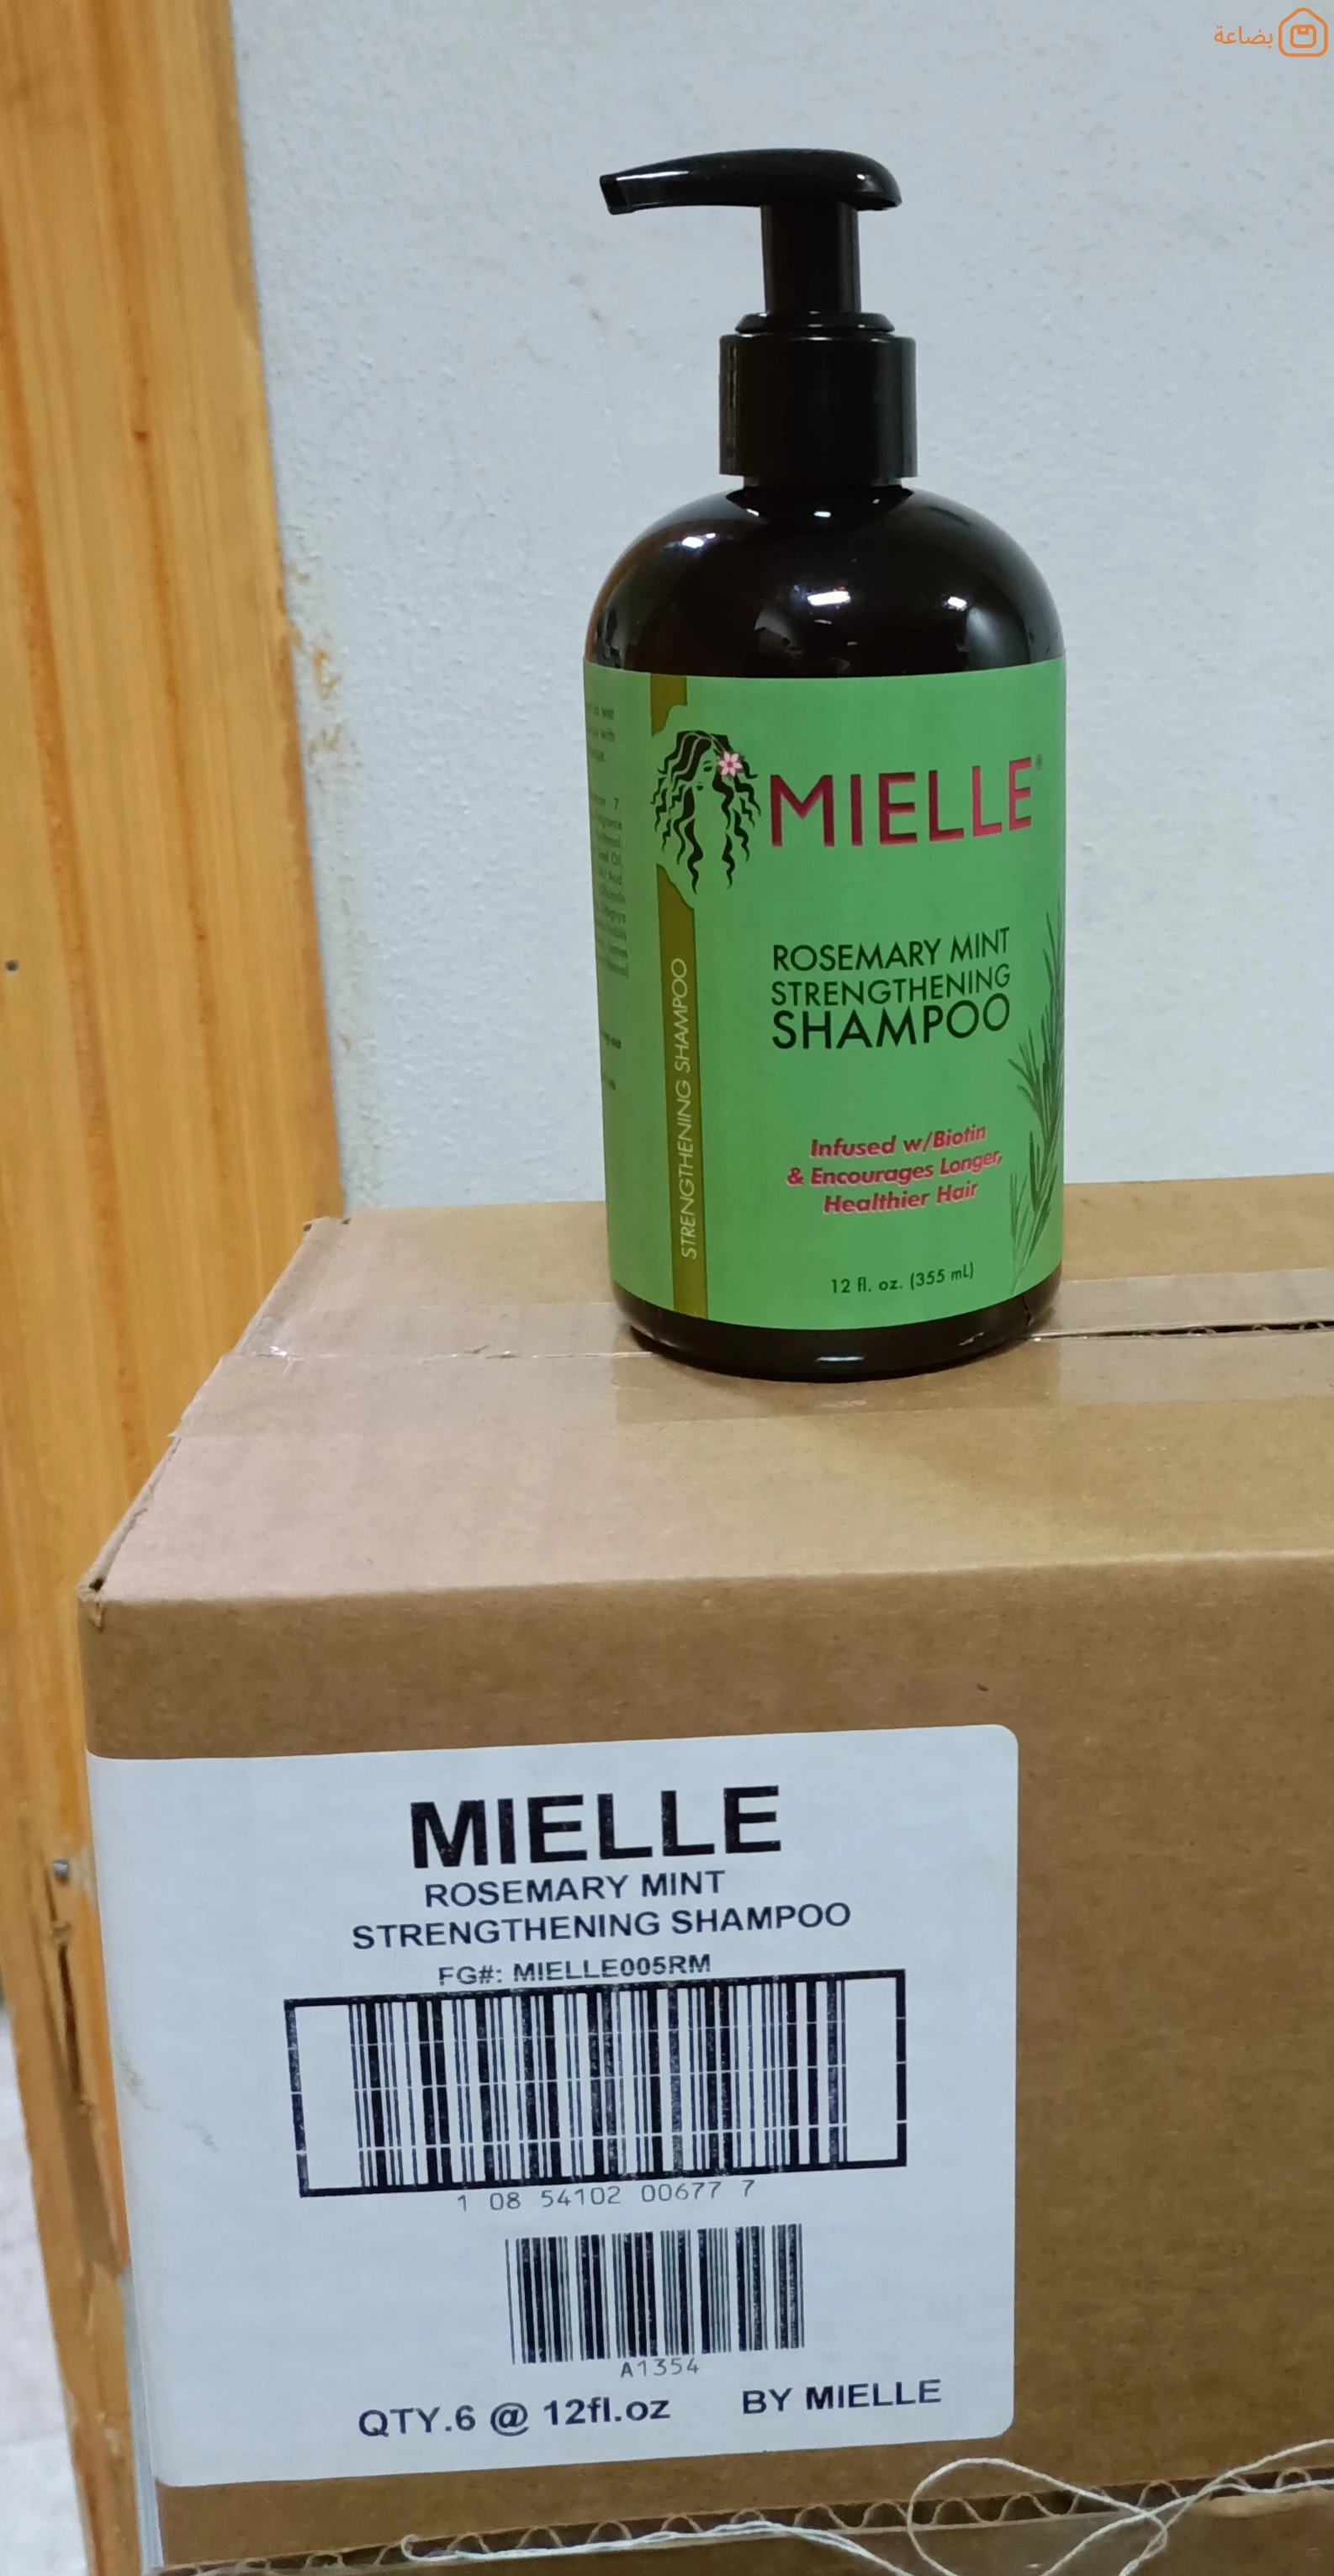 بضاعة
MIELLE®
ROSEMARY MINT
STRENGTHENING
SHAMPOO
Infused w/Biotin
& Encourages Longer,
Healthier Hair
12 fl. oz. (355 mL)
STRENGTHENING SHAMPOO
MIELLE
ROSEMARY MINT
STRENGTHENING SHAMPOO
FG#: MIELLE005RM
1 08 54102 00677 7
A1354
QTY.6 @ 12fl.oz BY MIELLE